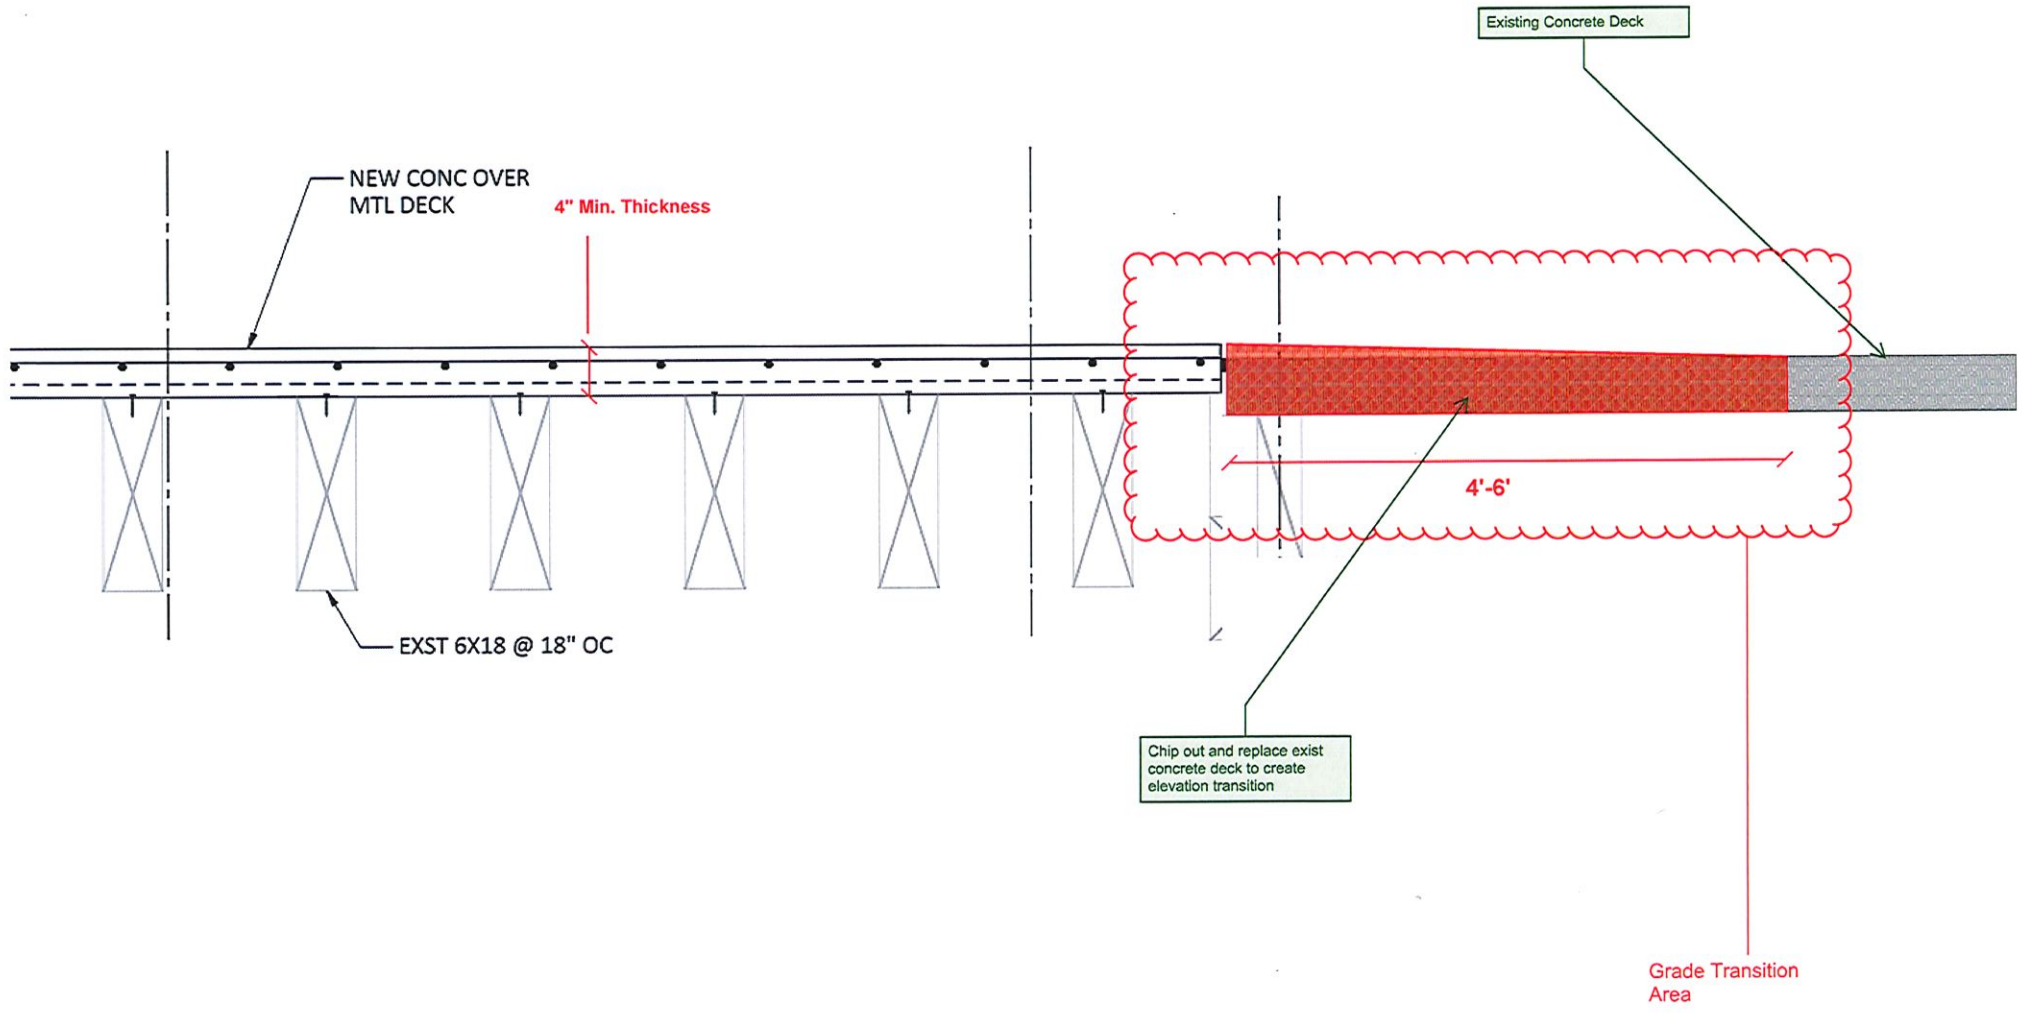 Existing Concrete Deck
NEW CONC OVER
MTL DECK
4" Min. Thickness
4'-6'
EXST 6X18 @ 18" OC
Chip out and replace exist
concrete deck to create
elevation transition
Grade Transition
Area